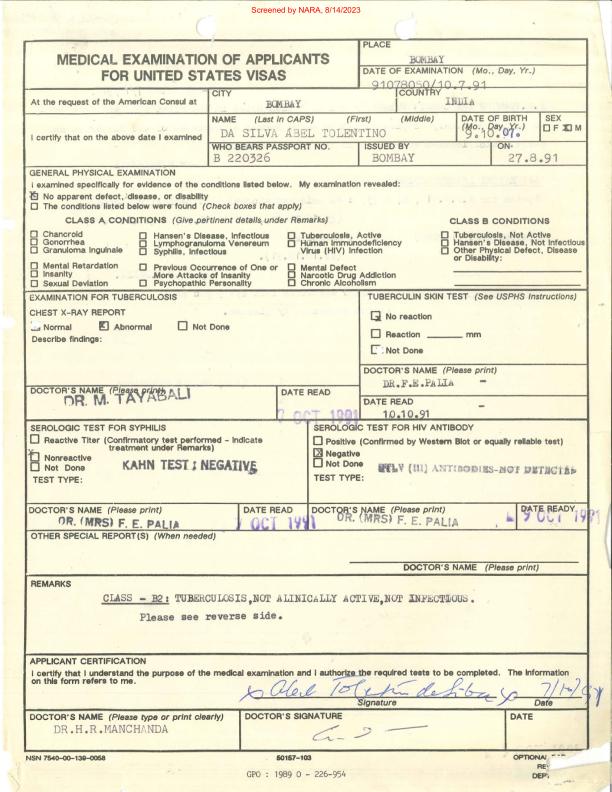 Screened by NARA, 8/14/2023
MEDICAL EXAMINATION OF APPLICANTS
FOR UNITED STATES VISAS
PLACE
BOMBAY
DATE OF EXAMINATION (Mo., Day, Yr.)
91078050/10.7.91
At the request of the American Consul at
CITY
BOMBAY
COUNTRY
INDIA
I certify that on the above date I examined
NAME (Last in CAPS) (First) (Middle)
DA SILVA ABEL TOLENTINO
DATE OF BIRTH
(Mo., Day, Yr.)
9.10.07.
SEX
F M
WHO BEARS PASSPORT NO.
B 220326
ISSUED BY
BOMBAY
ON-
27.8.91
GENERAL PHYSICAL EXAMINATION
I examined specifically for evidence of the conditions listed below. My examination revealed:
No apparent defect, disease, or disability
The conditions listed below were found (Check boxes that apply)
CLASS A CONDITIONS (Give pertinent details under Remarks)
CLASS B CONDITIONS
Chancroid
Gonorrhea
Granuloma Inguinale
Hansen's Disease, Infectious
Lymphogranuloma Venereum
Syphilis, Infectious
Tuberculosis, Active
Human Immunodeficiency
Virus (HIV) Infection
Tuberculosis, Not Active
Hansen's Disease, Not Infectious
Other Physical Defect, Disease
or Disability:
Mental Retardation
Insanity
Sexual Deviation
Previous Occurrence of One or
More Attacks of Insanity
Psychopathic Personality
Mental Defect
Narcotic Drug Addiction
Chronic Alcoholism
EXAMINATION FOR TUBERCULOSIS
CHEST X-RAY REPORT
Normal Abnormal Not Done
Describe findings:
TUBERCULIN SKIN TEST (See USPHS Instructions)
No reaction
Reaction mm
Not Done
DOCTOR'S NAME (Please print)
DR.F.E.PALIA -
DOCTOR'S NAME (Please print)
DR. M. TAYABALI
DATE READ
7 OCT 1991
DATE READ
10.10.91 -
SEROLOGIC TEST FOR SYPHILIS
Reactive Titer (Confirmatory test performed - Indicate
treatment under Remarks)
Nonreactive
Not Done
KAHN TEST: NEGATIVE
TEST TYPE:
SEROLOGIC TEST FOR HIV ANTIBODY
Positive (Confirmed by Western Blot or equally reliable test)
Negative
Not Done
HTLV (III) ANTIBODIES-NOT DETECTED
TEST TYPE:
DOCTOR'S NAME (Please print)
DR. (MRS) F. E. PALIA
DATE READ
OCT 1991
DOCTOR'S NAME (Please print)
DR. (MRS) F. E. PALIA
DATE READY
9 OCT 1991
OTHER SPECIAL REPORT(S) (When needed)
DOCTOR'S NAME (Please print)
REMARKS
CLASS - B2: TUBERCULOSIS,NOT ALINICALLY ACTIVE,NOT INFECTIOUS.
Please see reverse side.
APPLICANT CERTIFICATION
I certify that I understand the purpose of the medical examination and I authorize the required tests to be completed. The information
on this form refers to me.
x Abel Tolentin de Silva x
Signature
Date
DOCTOR'S NAME (Please type or print clearly)
DR.H.R.MANCHANDA
DOCTOR'S SIGNATURE
DATE
NSN 7540-00-139-0058
50157-103
OPTIONAL
DEP
GPO : 1989 O - 226-954